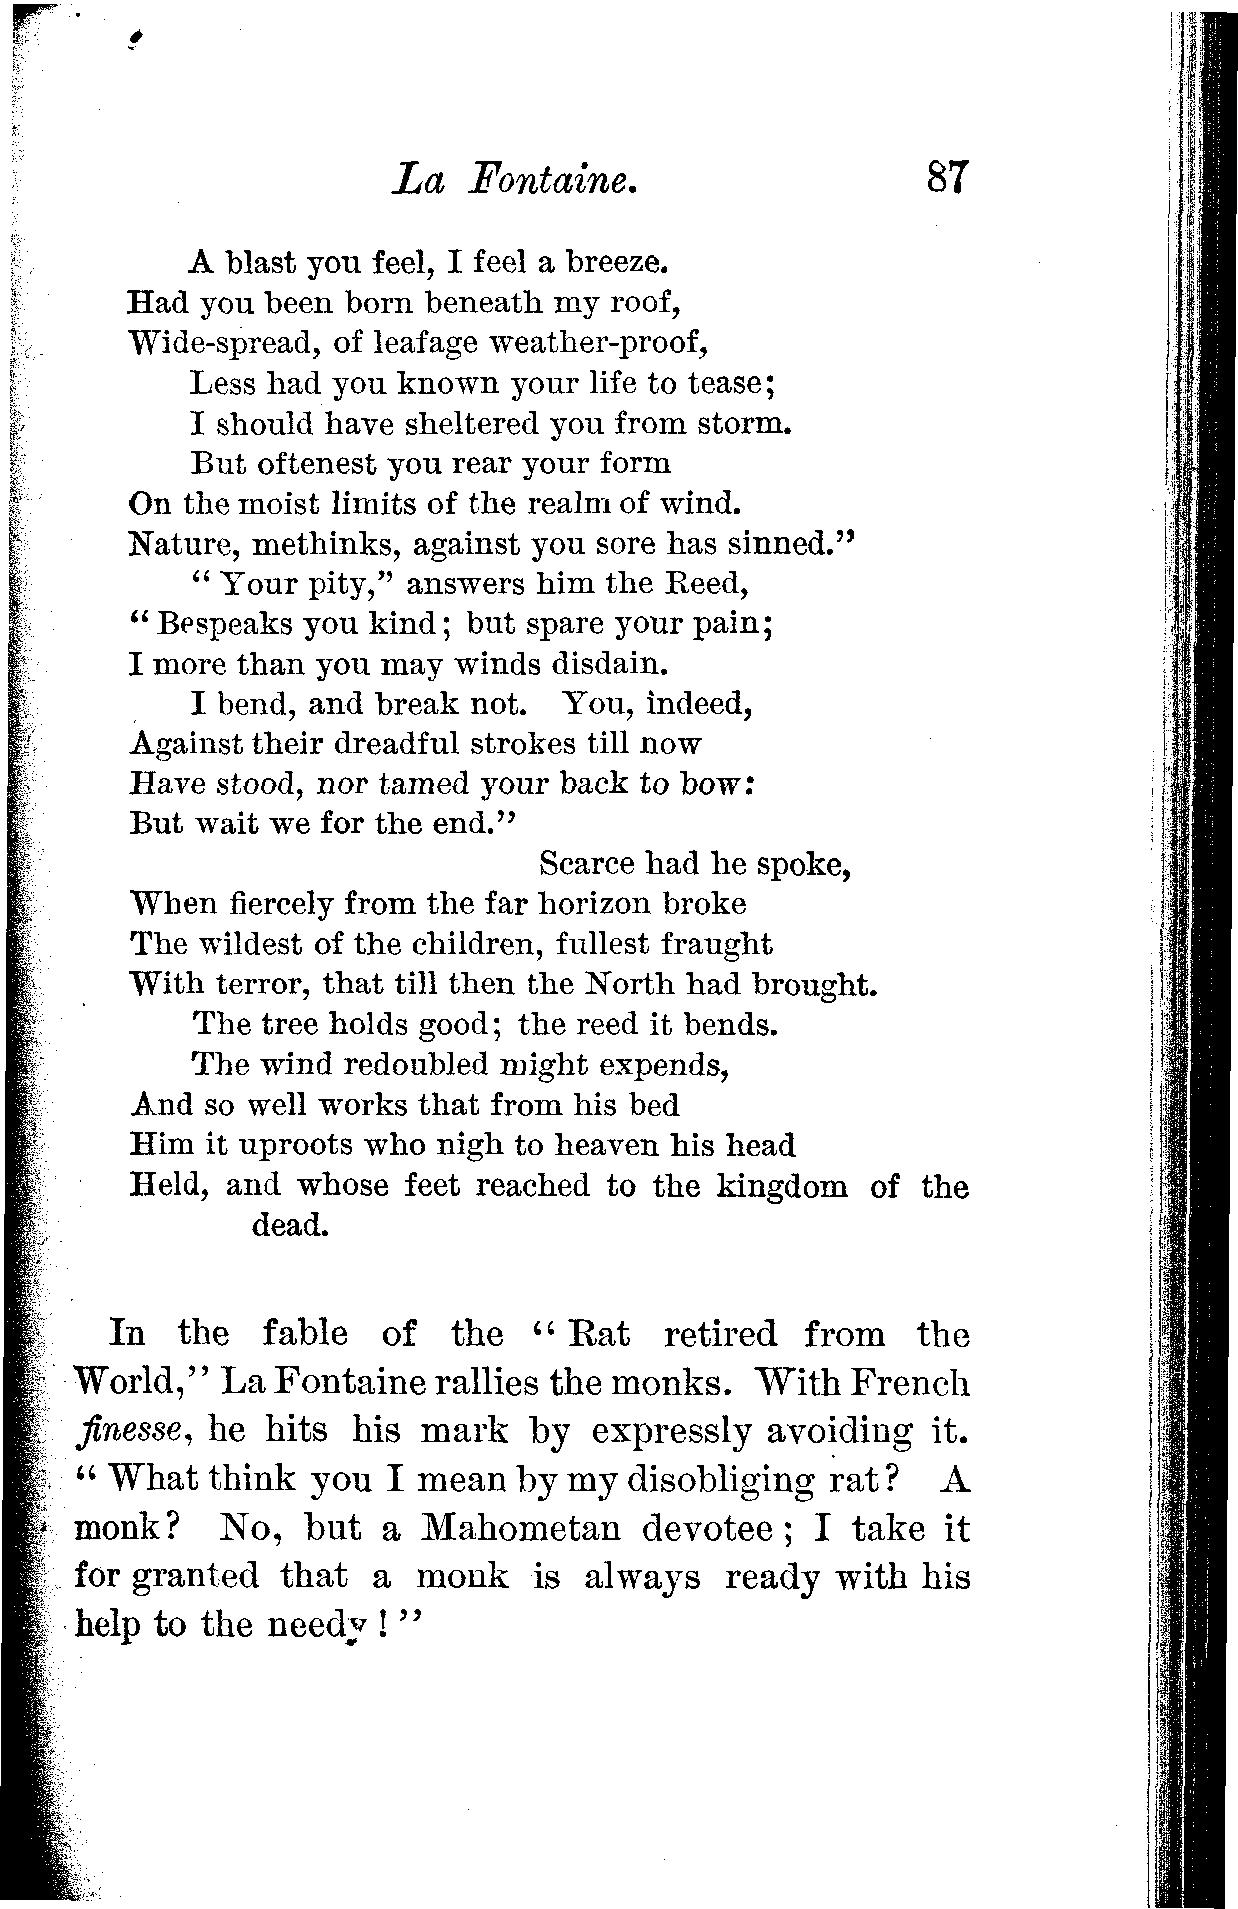 La Fontaine. 87
A blast you feel, I feel a breeze.
Had you been born beneath my roof,
Wide-spread, of leafage weather-proof,
Less had you known your life to tease;
I should have sheltered you from storm.
But oftenest you rear your form
On the moist limits of the realm of wind.
Nature, methinks, against you sore has sinned."
" Your pity," answers him the Reed,
" Bespeaks you kind; but spare your pain;
I more than you may winds disdain.
I bend, and break not. You, indeed,
Against their dreadful strokes till now
Have stood, nor tamed your back to bow:
But wait we for the end."
Scarce had he spoke,
When fiercely from the far horizon broke
The wildest of the children, fullest fraught
With terror, that till then the North had brought.
The tree holds good; the reed it bends.
The wind redoubled might expends,
And so well works that from his bed
Him it uproots who nigh to heaven his head
Held, and whose feet reached to the kingdom of the
dead.
In the fable of the " Rat retired from the
World," La Fontaine rallies the monks. With French
finesse, he hits his mark by expressly avoiding it.
" What think you I mean by my disobliging rat? A
monk? No, but a Mahometan devotee ; I take it
for granted that a monk is always ready with his
help to the needy ! "